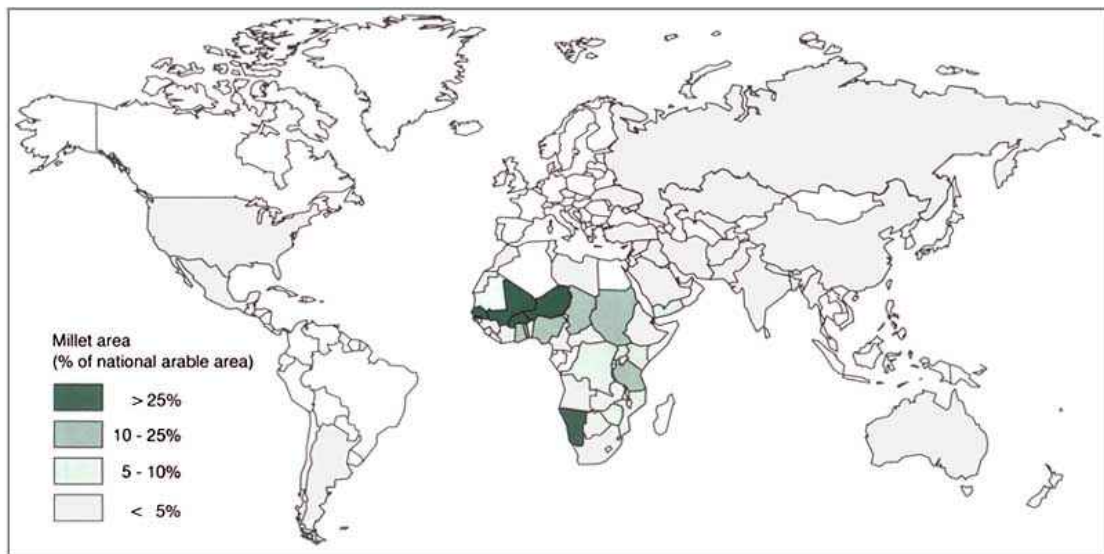 Millet area
(% of national arable area)
> 25%
10 - 25%
5 - 10%
< 5%